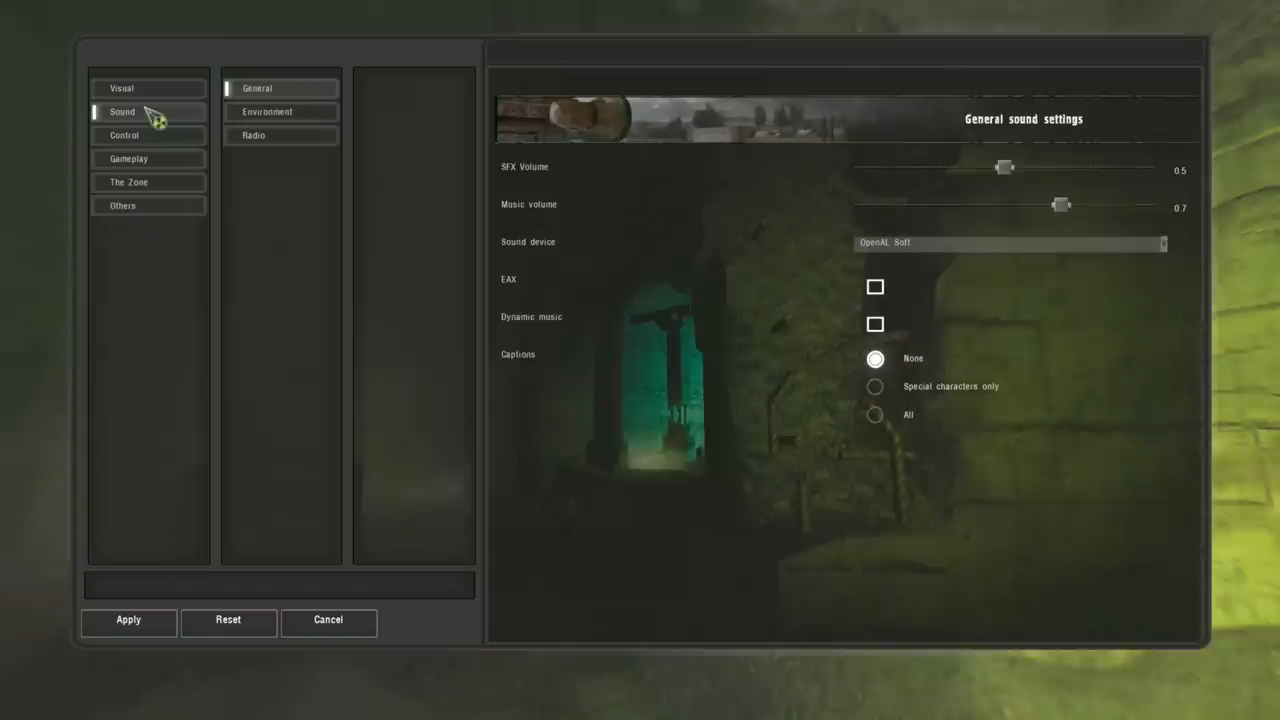 Visual
Sound
Control
Gameplay
The Zone
Others
General
Environment
Radio
General sound settings
SFX Volume
0.5
Music volume
0.7
Sound device
OpenAL Soft
EAX
Dynamic music
Captions
None
Special characters only
All
Apply
Reset
Cancel